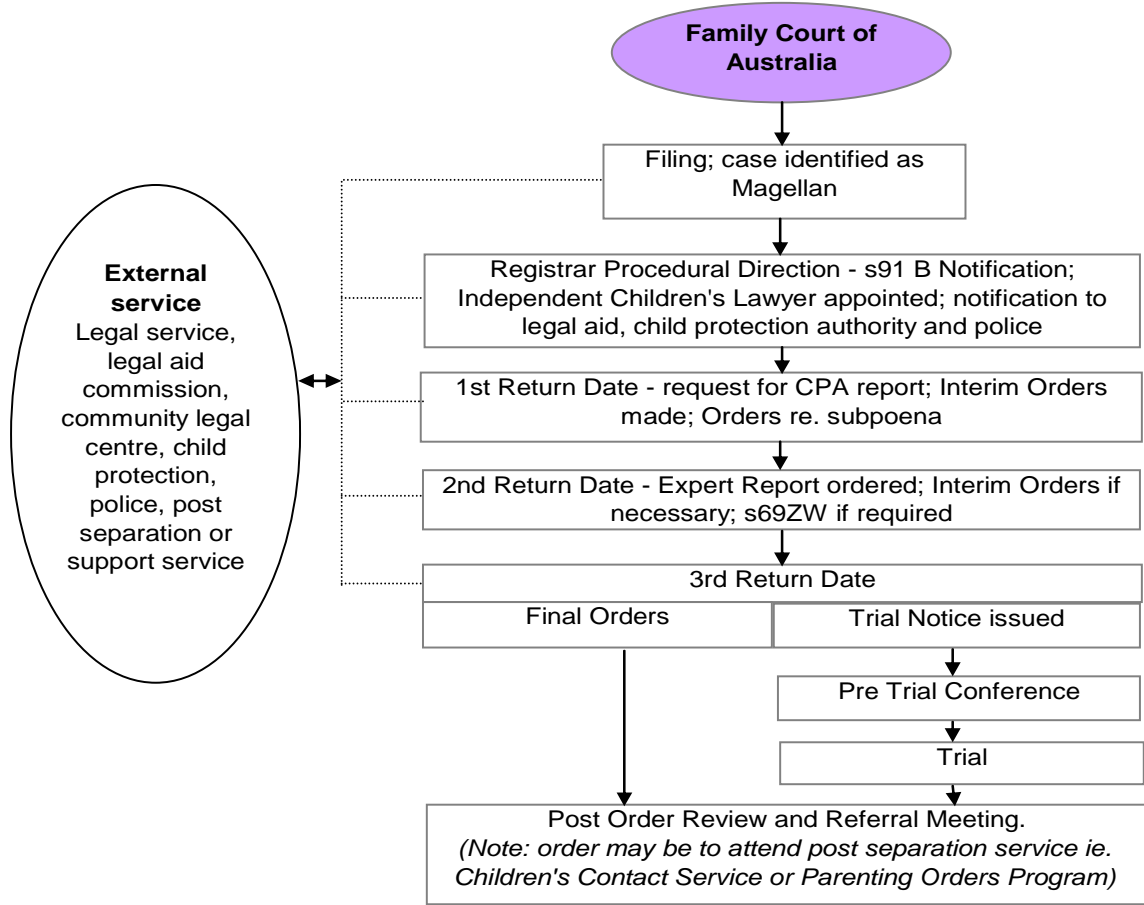 Family Court of
Australia
Filing; case identified as
Magellan
External
service
Legal service,
legal aid
commission,
community legal
centre, child
protection,
police, post
separation or
support service
Registrar Procedural Direction - s91 B Notification;
Independent Children's Lawyer appointed; notification to
legal aid, child protection authority and police
1st Return Date - request for CPA report; Interim Orders
made; Orders re. subpoena
2nd Return Date - Expert Report ordered; Interim Orders if
necessary; s69ZW if required
3rd Return Date
Final Orders
Trial Notice issued
Pre Trial Conference
Trial
Post Order Review and Referral Meeting.
(Note: order may be to attend post separation service ie.
Children's Contact Service or Parenting Orders Program)